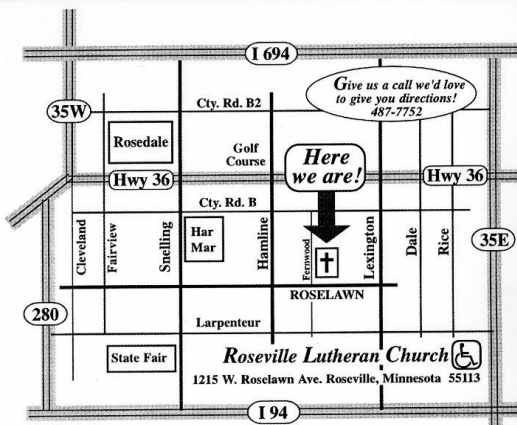 I 694
Give us a call we'd love
to give you directions!
487-7752
35W
Cty. Rd. B2
Rosedale
Golf
Course
Here
we are!
Hwy 36
Hwy 36
Cty. Rd. B
Cleveland
Fairview
Snelling
Har
Mar
Hamline
Fernwood
Lexington
Dale
Rice
35E
ROSELAWN
280
Larpenteur
State Fair
Roseville Lutheran Church
1215 W. Roselawn Ave. Roseville, Minnesota 55113
I 94